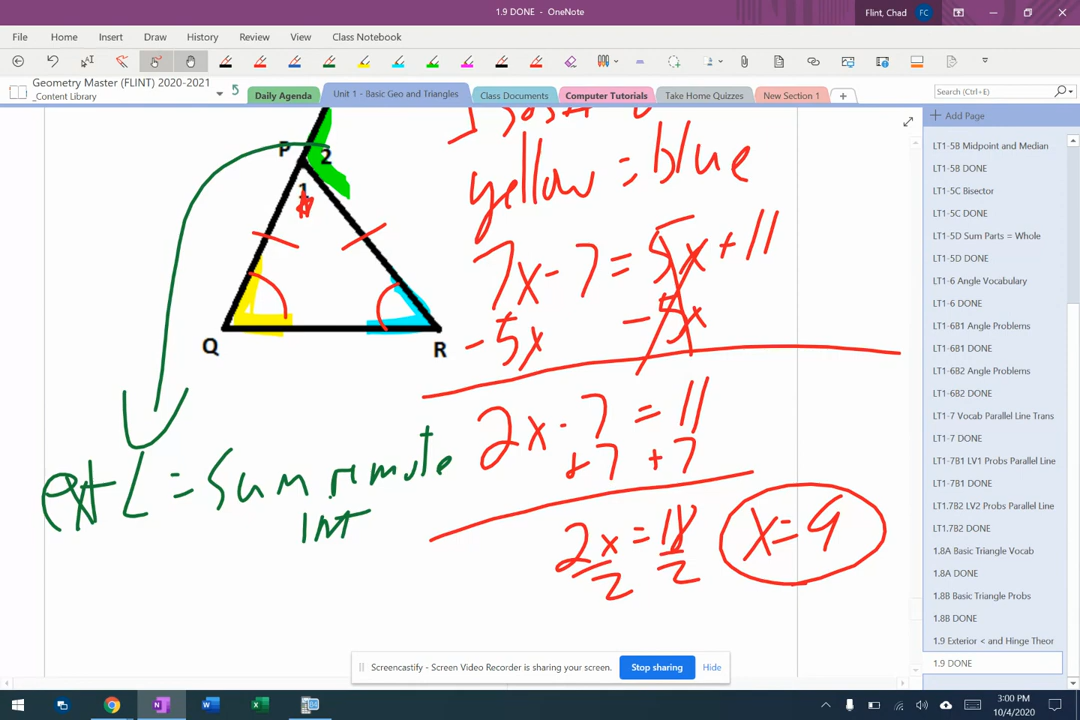 1.9 DONE - OneNote
Flint, Chad FC
File Home Insert Draw History Review View Class Notebook
Geometry Master (FLINT) 2020-2021
_Content Library
Daily Agenda Unit 1 - Basic Geo and Triangles Class Documents Computer Tutorials Take Home Quizzes New Section 1
Search (Ctrl+E)
Add Page
LT1-5B Midpoint and Median
LT1-5B DONE
LT1-5C Bisector
LT1-5C DONE
LT1-5D Sum Parts = Whole
LT1-5D DONE
LT1-6 Angle Vocabulary
LT1-6 DONE
LT1-6B1 Angle Problems
LT1-6B1 DONE
LT1-6B2 Angle Problems
LT1-6B2 DONE
LT1-7 Vocab Parallel Line Trans
LT1-7 DONE
LT1-7B1 LV1 Probs Parallel Line
LT1-7B1 DONE
LT1.7B2 LV2 Probs Parallel Line
LT1.7B2 DONE
1.8A Basic Triangle Vocab
1.8A DONE
1.8B Basic Triangle Probs
1.8B DONE
1.9 Exterior < and Hinge Theor
1.9 DONE
P 2
1
Q R
yellow = blue
7x - 7 = 5x + 11
- 5x - 5x
2x - 7 = 11
+7 +7
2x = 18
2 2
x = 9
ext ∠ = Sum remote
Int
Screencastify - Screen Video Recorder is sharing your screen. Stop sharing Hide
3:00 PM
10/4/2020